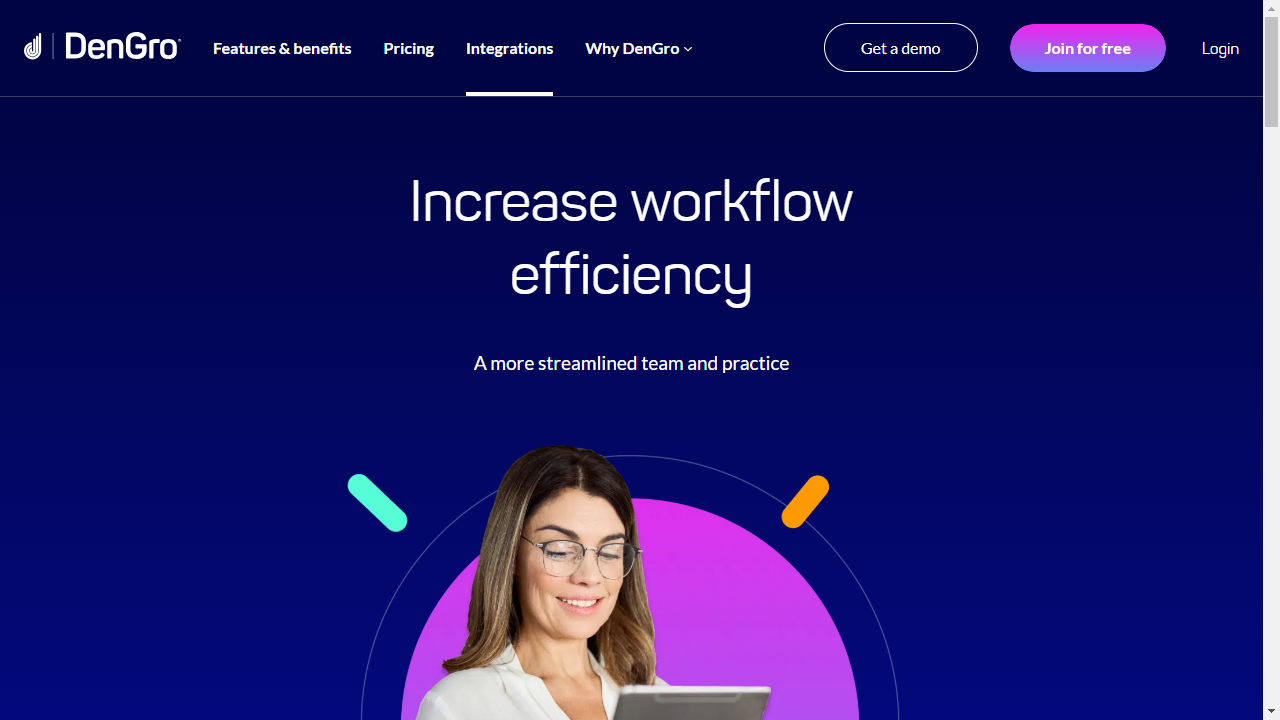 DenGro
Features & benefits
Pricing
Integrations
Why DenGro
Get a demo
Join for free
Login
Increase workflow
efficiency
A more streamlined team and practice